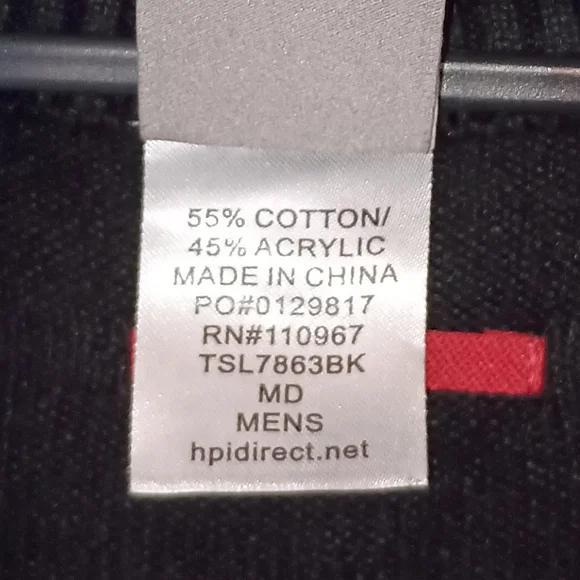 55% COTTON/
45% ACRYLIC
MADE IN CHINA
PO#0129817
RN#110967
TSL7863BK
MD
MENS
hpidirect.net